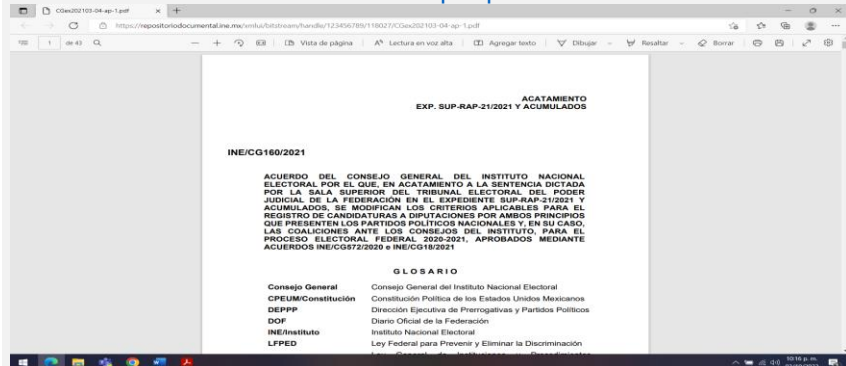 CGex202103-04-ap-1.pdf
https://repositoriodocumental.ine.mx/xmlui/bitstream/handle/123456789/118027/CGex202103-04-ap-1.pdf
1 de 43 Vista de página Lectura en voz alta Agregar texto Dibujar Resaltar Borrar
ACATAMIENTO
EXP. SUP-RAP-21/2021 Y ACUMULADOS
INE/CG160/2021
ACUERDO DEL CONSEJO GENERAL DEL INSTITUTO NACIONAL
ELECTORAL POR EL QUE, EN ACATAMIENTO A LA SENTENCIA DICTADA
POR LA SALA SUPERIOR DEL TRIBUNAL ELECTORAL DEL PODER
JUDICIAL DE LA FEDERACIÓN EN EL EXPEDIENTE SUP-RAP-21/2021 Y
ACUMULADOS, SE MODIFICAN LOS CRITERIOS APLICABLES PARA EL
REGISTRO DE CANDIDATURAS A DIPUTACIONES POR AMBOS PRINCIPIOS
QUE PRESENTEN LOS PARTIDOS POLÍTICOS NACIONALES Y, EN SU CASO,
LAS COALICIONES ANTE LOS CONSEJOS DEL INSTITUTO, PARA EL
PROCESO ELECTORAL FEDERAL 2020-2021, APROBADOS MEDIANTE
ACUERDOS INE/CG572/2020 e INE/CG18/2021
GLOSARIO
Consejo General Consejo General del Instituto Nacional Electoral
CPEUM/Constitución Constitución Política de los Estados Unidos Mexicanos
DEPPP Dirección Ejecutiva de Prerrogativas y Partidos Políticos
DOF Diario Oficial de la Federación
INE/Instituto Instituto Nacional Electoral
LFPED Ley Federal para Prevenir y Eliminar la Discriminación
10:16 p. m.